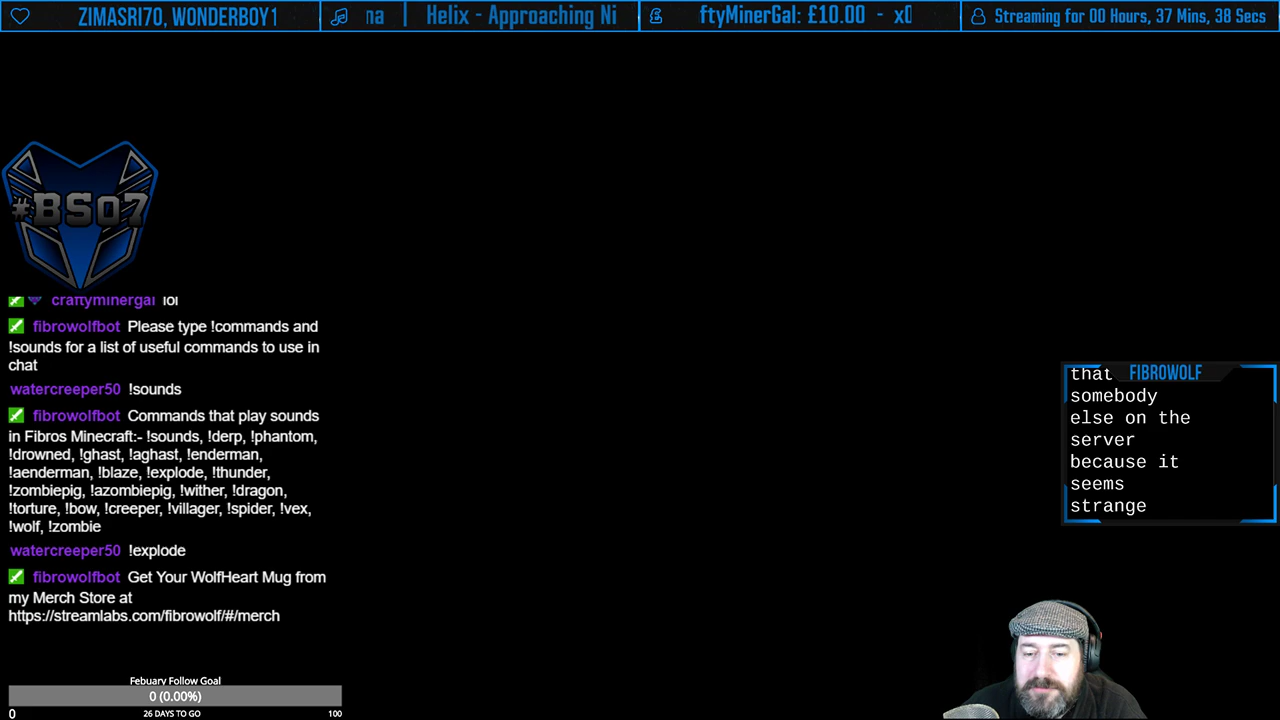 ZIMASRI70, WONDERBOY1
na | Helix - Approaching Ni
ftyMinerGal: £10.00 - x0
Streaming for 00 Hours, 37 Mins, 38 Secs
#BS07
craftyminergal lol
fibrowolfbot Please type !commands and
!sounds for a list of useful commands to use in
chat
watercreeper50 !sounds
fibrowolfbot Commands that play sounds
in Fibros Minecraft:- !sounds, !derp, !phantom,
!drowned, !ghast, !aghast, !enderman,
!aenderman, !blaze, !explode, !thunder,
!zombiepig, !azombiepig, !wither, !dragon,
!torture, !bow, !creeper, !villager, !spider, !vex,
!wolf, !zombie
watercreeper50 !explode
fibrowolfbot Get Your WolfHeart Mug from
my Merch Store at
https://streamlabs.com/fibrowolf/#/merch
Febuary Follow Goal
0 (0.00%)
0 26 DAYS TO GO 100
FIBROWOLF
that
somebody
else on the
server
because it
seems
strange